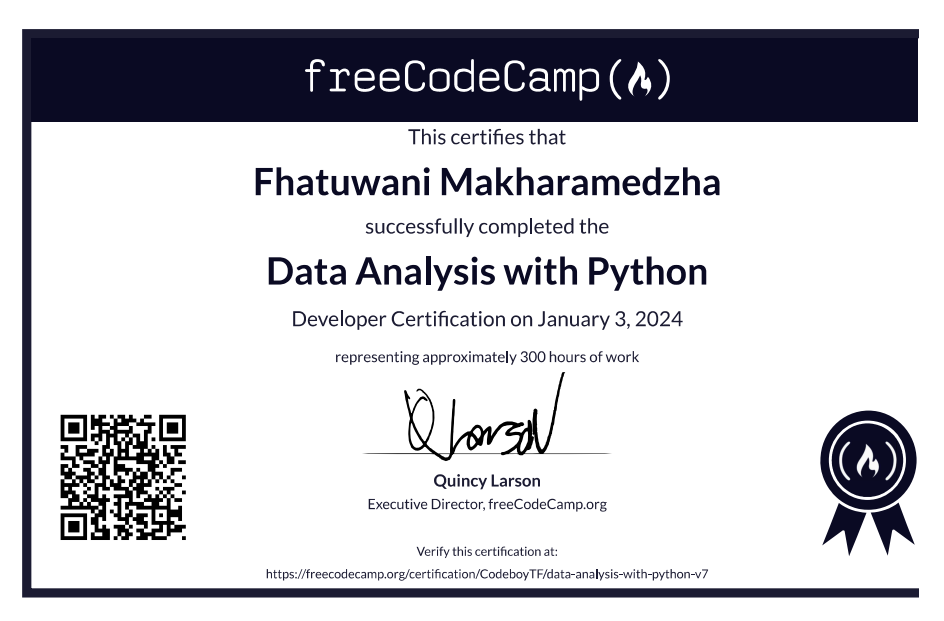 freeCodeCamp(🔥)
This certifies that
Fhatuwani Makharamedzha
successfully completed the
Data Analysis with Python
Developer Certification on January 3, 2024
representing approximately 300 hours of work
Q Larson
Quincy Larson
Executive Director, freeCodeCamp.org
Verify this certification at:
https://freecodecamp.org/certification/CodeboyTF/data-analysis-with-python-v7